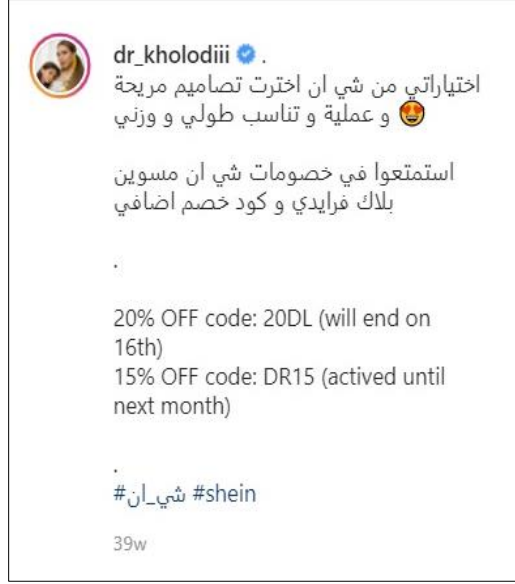 dr_kholodiii .
اختياراتي من شي ان اخترت تصاميم مريحة
و عملية و تناسب طولي و وزني 😍
استمتعوا في خصومات شي ان مسوين
بلاك فرايدي و كود خصم اضافي
.
20% OFF code: 20DL (will end on
16th)
15% OFF code: DR15 (actived until
next month)
.
#شي_ان #shein
39w